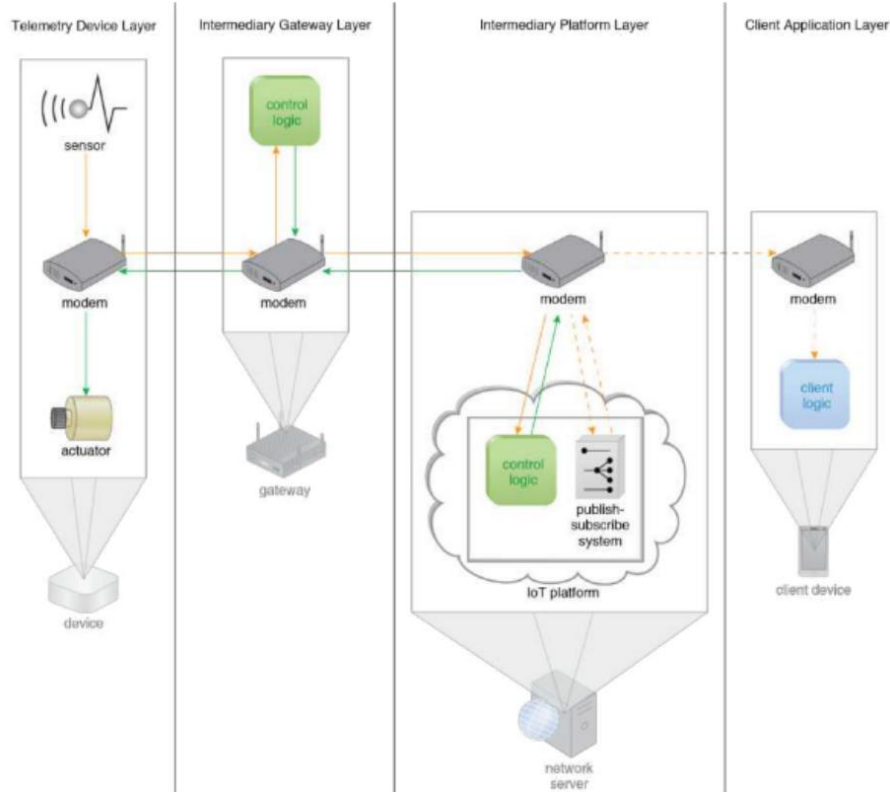 Telemetry Device Layer
Intermediary Gateway Layer
Intermediary Platform Layer
Client Application Layer
sensor
control
logic
modem
modem
modem
modem
actuator
gateway
control
logic
publish-
subscribe
system
client
logic
IoT platform
client device
device
network
server